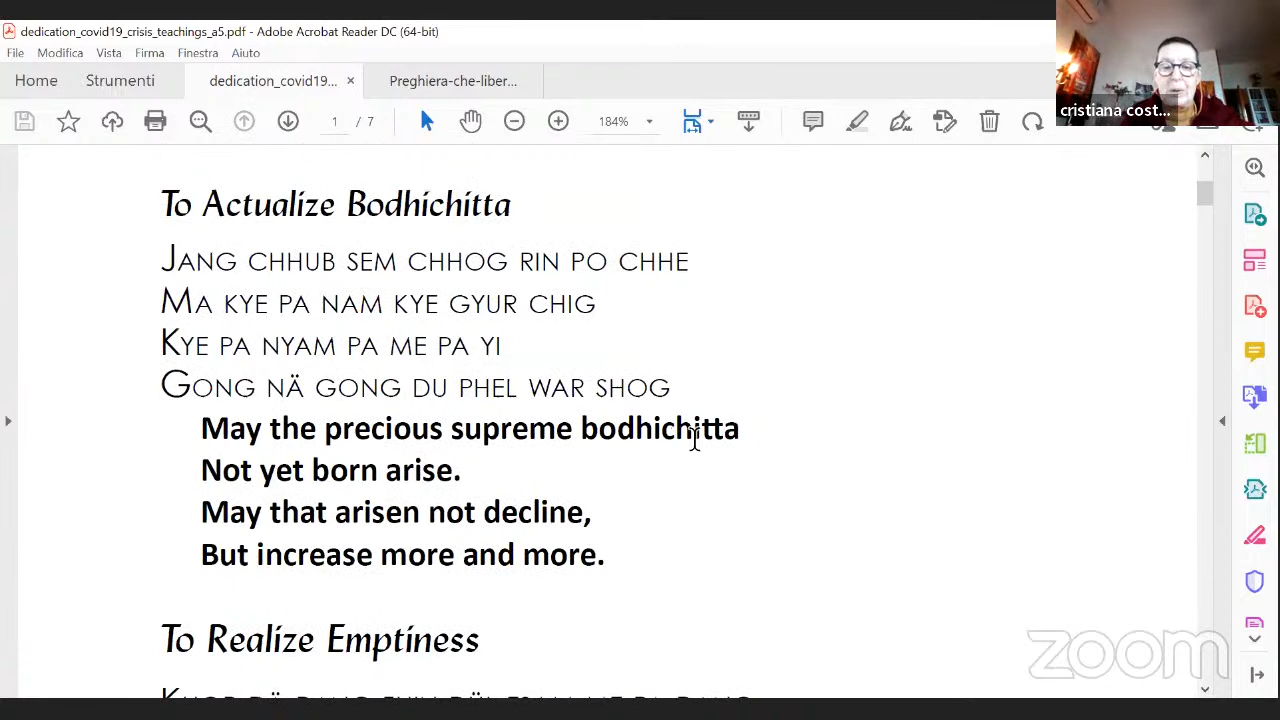 dedication_covid19_crisis_teachings_a5.pdf - Adobe Acrobat Reader DC (64-bit)
File Modifica Vista Firma Finestra Aiuto
Home Strumenti dedication_covid19... × Preghiera-che-liber...
1 / 7 184%
cristiana cost...
To Actualize Bodhichitta
JANG CHHUB SEM CHHOG RIN PO CHHE
MA KYE PA NAM KYE GYUR CHIG
KYE PA NYAM PA ME PA YI
GONG NÄ GONG DU PHEL WAR SHOG
May the precious supreme bodhichitta
Not yet born arise.
May that arisen not decline,
But increase more and more.
To Realize Emptiness
zoom